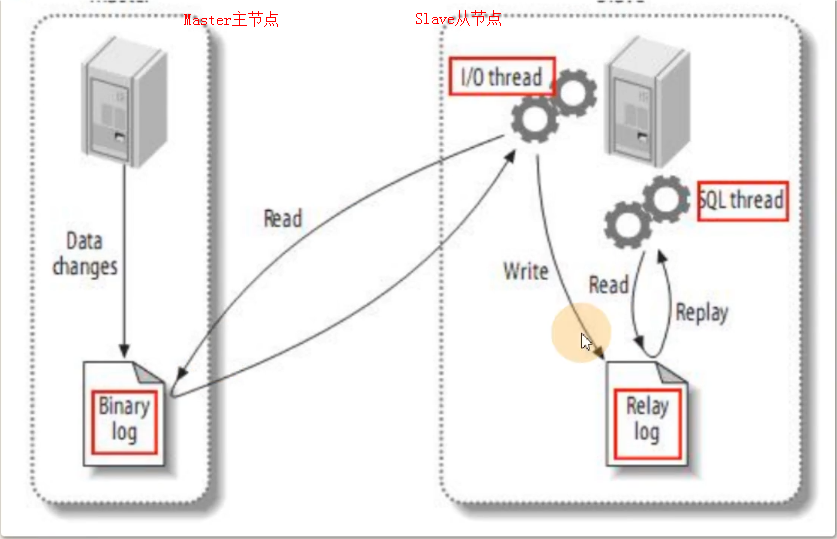 Master主节点
Slave从节点
I/O thread
SQL thread
Read
Data
changes
Write
Read
Replay
Binary
log
Relay
log